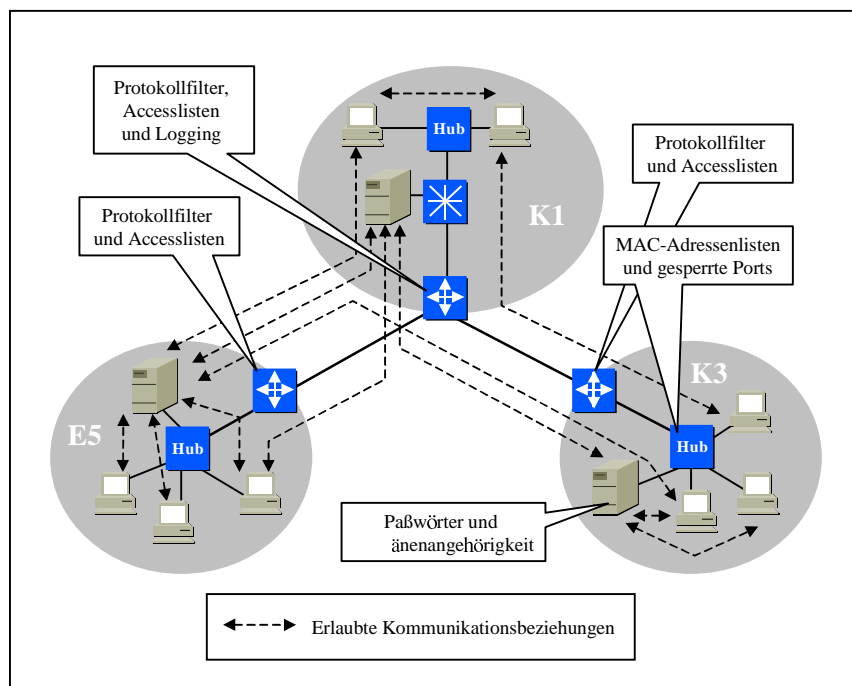 Protokollfilter,
Accesslisten
und Logging
Hub
Protokollfilter
und Accesslisten
K1
Protokollfilter
und Accesslisten
MAC-Adressenlisten
und gesperrte Ports
K3
E5
Hub
Hub
Paßwörter und
änenangehörigkeit
Erlaubte Kommunikationsbeziehungen